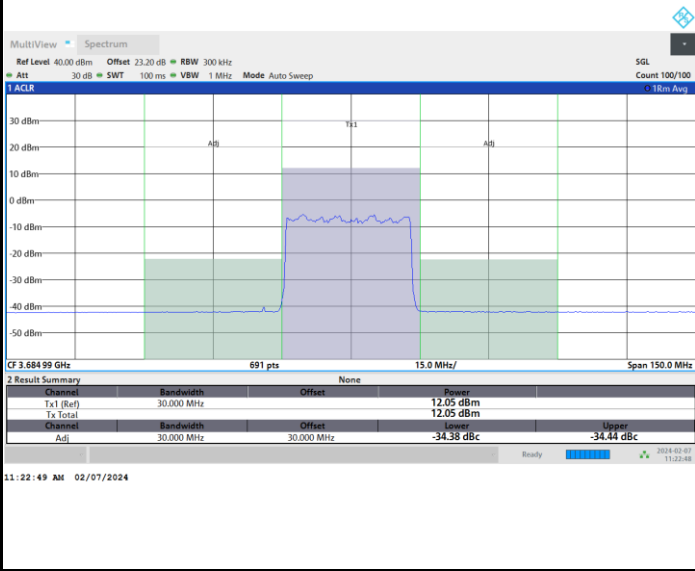 MultiView Spectrum
Ref Level 40.00 dBm Offset 23.20 dB RBW 300 kHz SGL
Att 30 dB SWT 100 ms VBW 1 MHz Mode Auto Sweep Count 100/100
1 ACLR 1Rm Avg
30 dBm
Tx1
20 dBm
Adj Adj
10 dBm
0 dBm
-10 dBm
-20 dBm
-30 dBm
-40 dBm
-50 dBm
CF 3.684 99 GHz 691 pts 15.0 MHz/ Span 150.0 MHz
2 Result Summary None
Channel Bandwidth Offset Power
Tx1 (Ref) 30.000 MHz 12.05 dBm
Tx Total 12.05 dBm
Channel Bandwidth Offset Lower Upper
Adj 30.000 MHz 30.000 MHz -34.38 dBc -34.44 dBc
Ready 2024-02-07
11:22:48
11:22:49 AM 02/07/2024